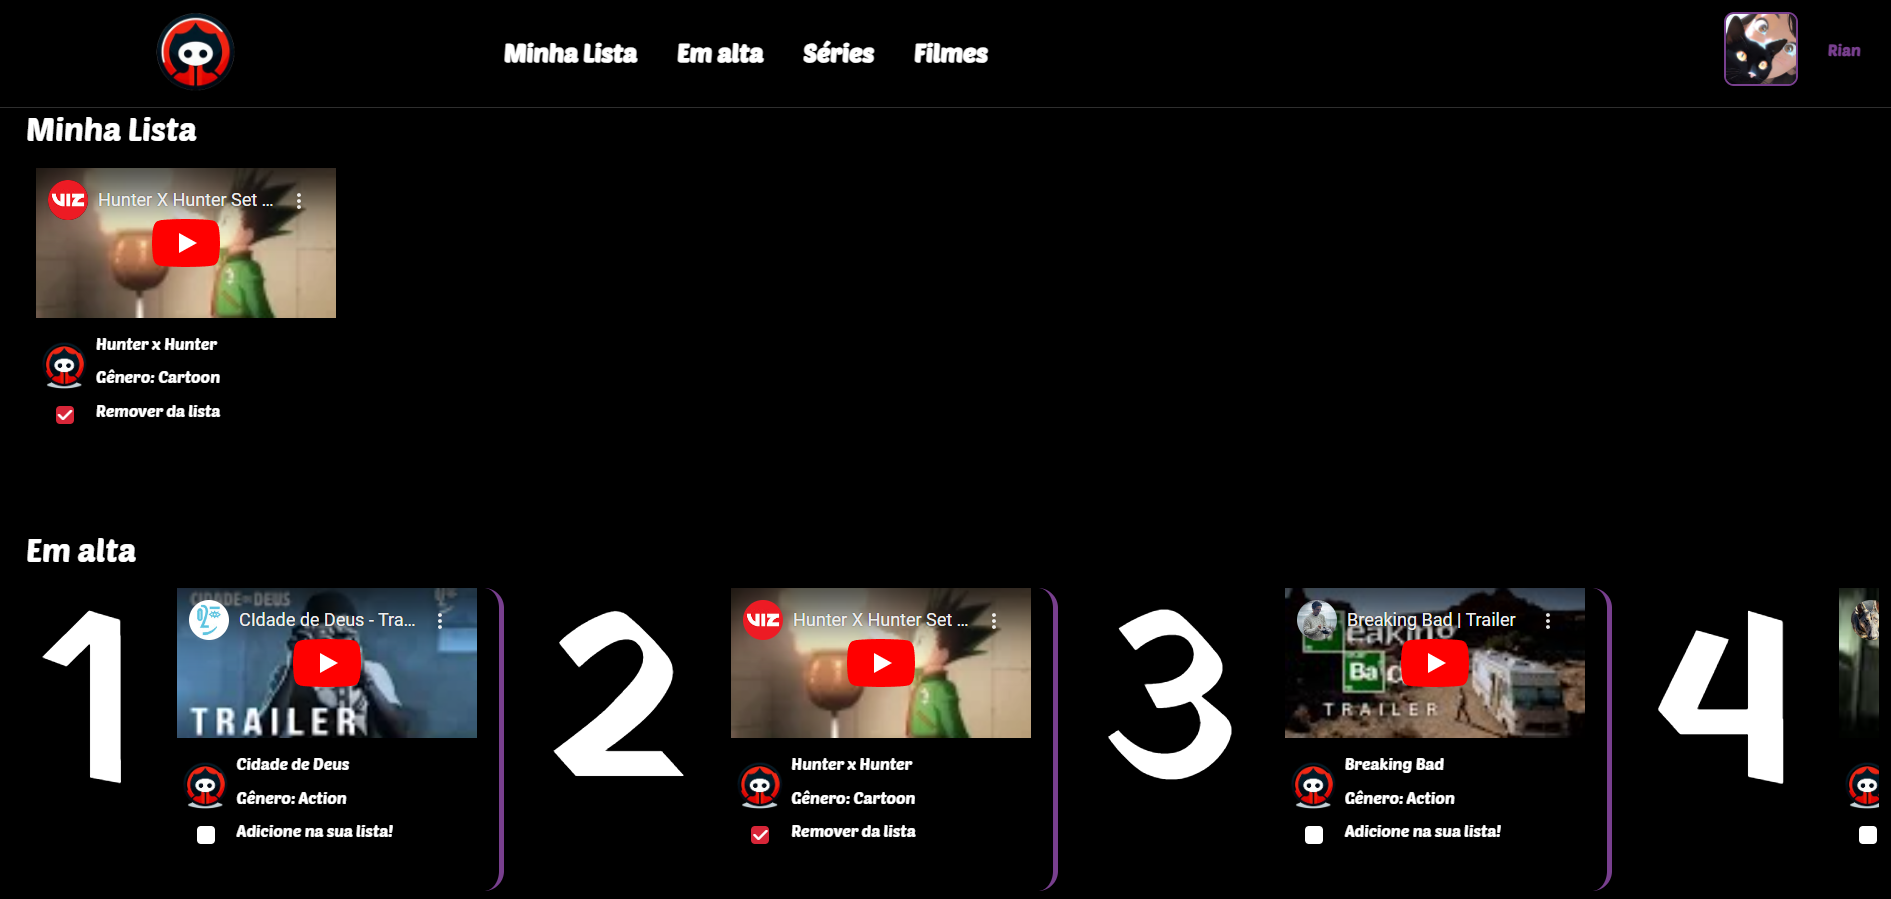 Minha Lista
Em alta
Séries
Filmes
Rian
Minha Lista
VIZ
Hunter X Hunter Set ...
Hunter x Hunter
Gênero: Cartoon
Remover da lista
Em alta
1
CIDADE DE DEUS
CIdade de Deus - Tra...
TRAILER
Cidade de Deus
Gênero: Action
Adicione na sua lista!
2
VIZ
Hunter X Hunter Set ...
Hunter x Hunter
Gênero: Cartoon
Remover da lista
3
Breaking Bad | Trailer
Breaking
Ba
TRAILER
Breaking Bad
Gênero: Action
Adicione na sua lista!
4